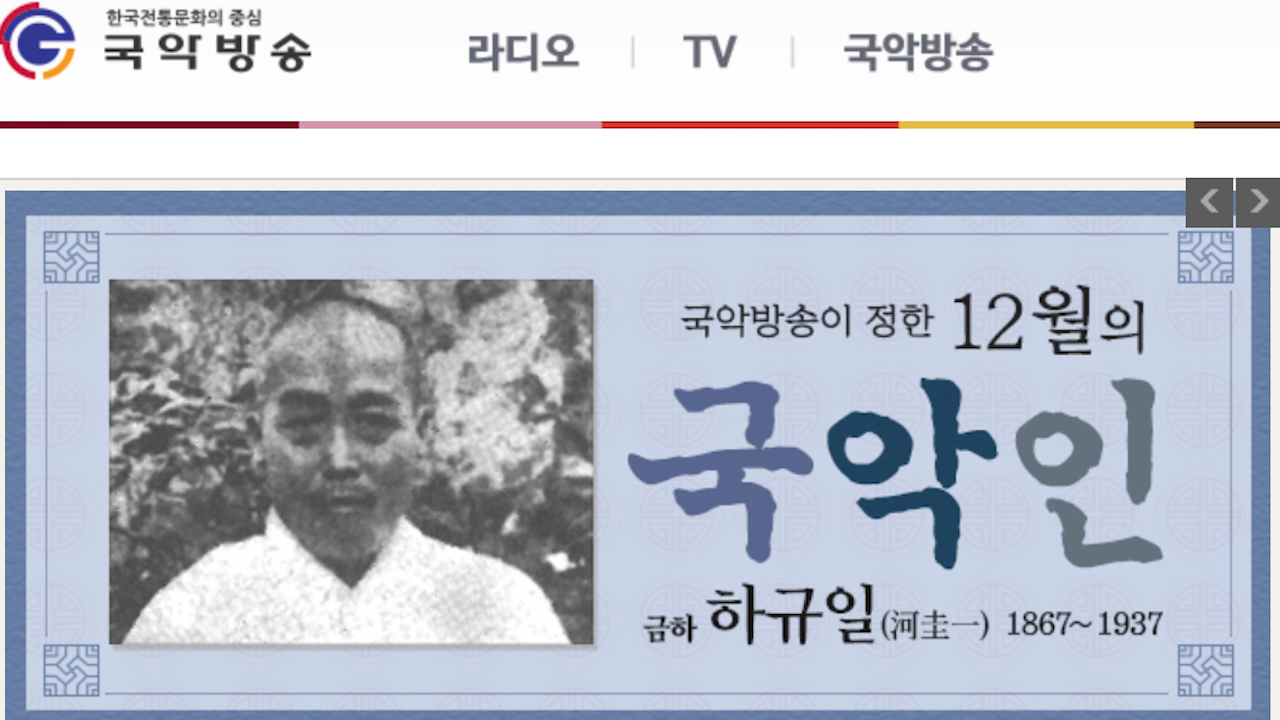 한국전통문화의 중심
국악방송
라디오 | TV | 국악방송
국악방송이 정한 12월의
국악인
금하 하규일(河圭一) 1867~1937